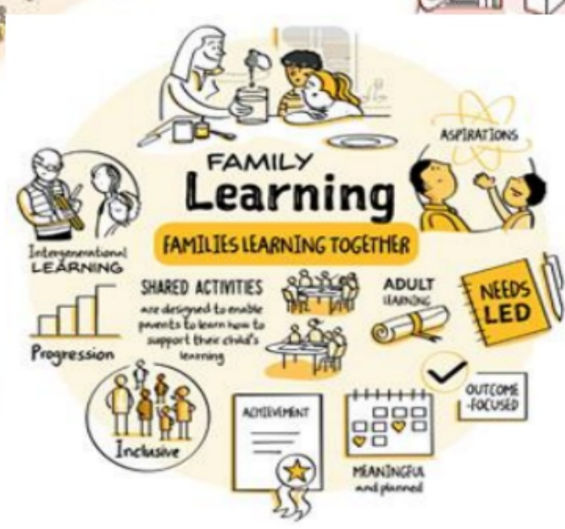 FAMILY
Learning
FAMILIES LEARNING TOGETHER
ASPIRATIONS
Intergenerational
LEARNING
SHARED ACTIVITIES
are designed to enable
parents to learn how to
support their child's
learning
ADULT
LEARNING
NEEDS
LED
Progression
Inclusive
ACHIEVEMENT
MEANINGFUL
and planned
OUTCOME
-FOCUSED